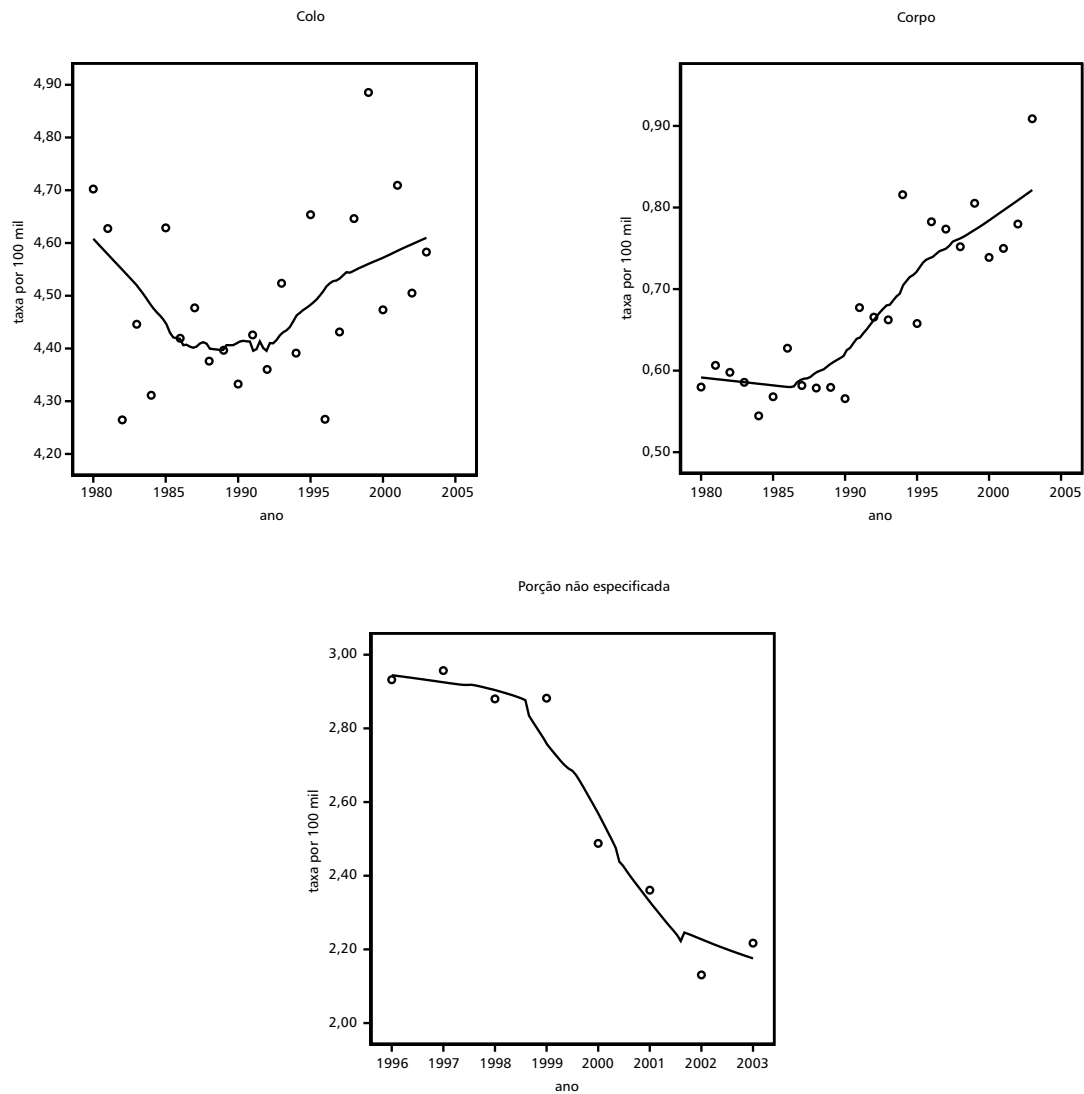 Colo
4,90
4,80
4,70
4,60
4,50
4,40
4,30
4,20
taxa por 100 mil
1980 1985 1990 1995 2000 2005
ano
Corpo
0,90
0,80
0,70
0,60
0,50
taxa por 100 mil
1980 1985 1990 1995 2000 2005
ano
Porção não especificada
3,00
2,80
2,60
2,40
2,20
2,00
taxa por 100 mil
1996 1997 1998 1999 2000 2001 2002 2003
ano